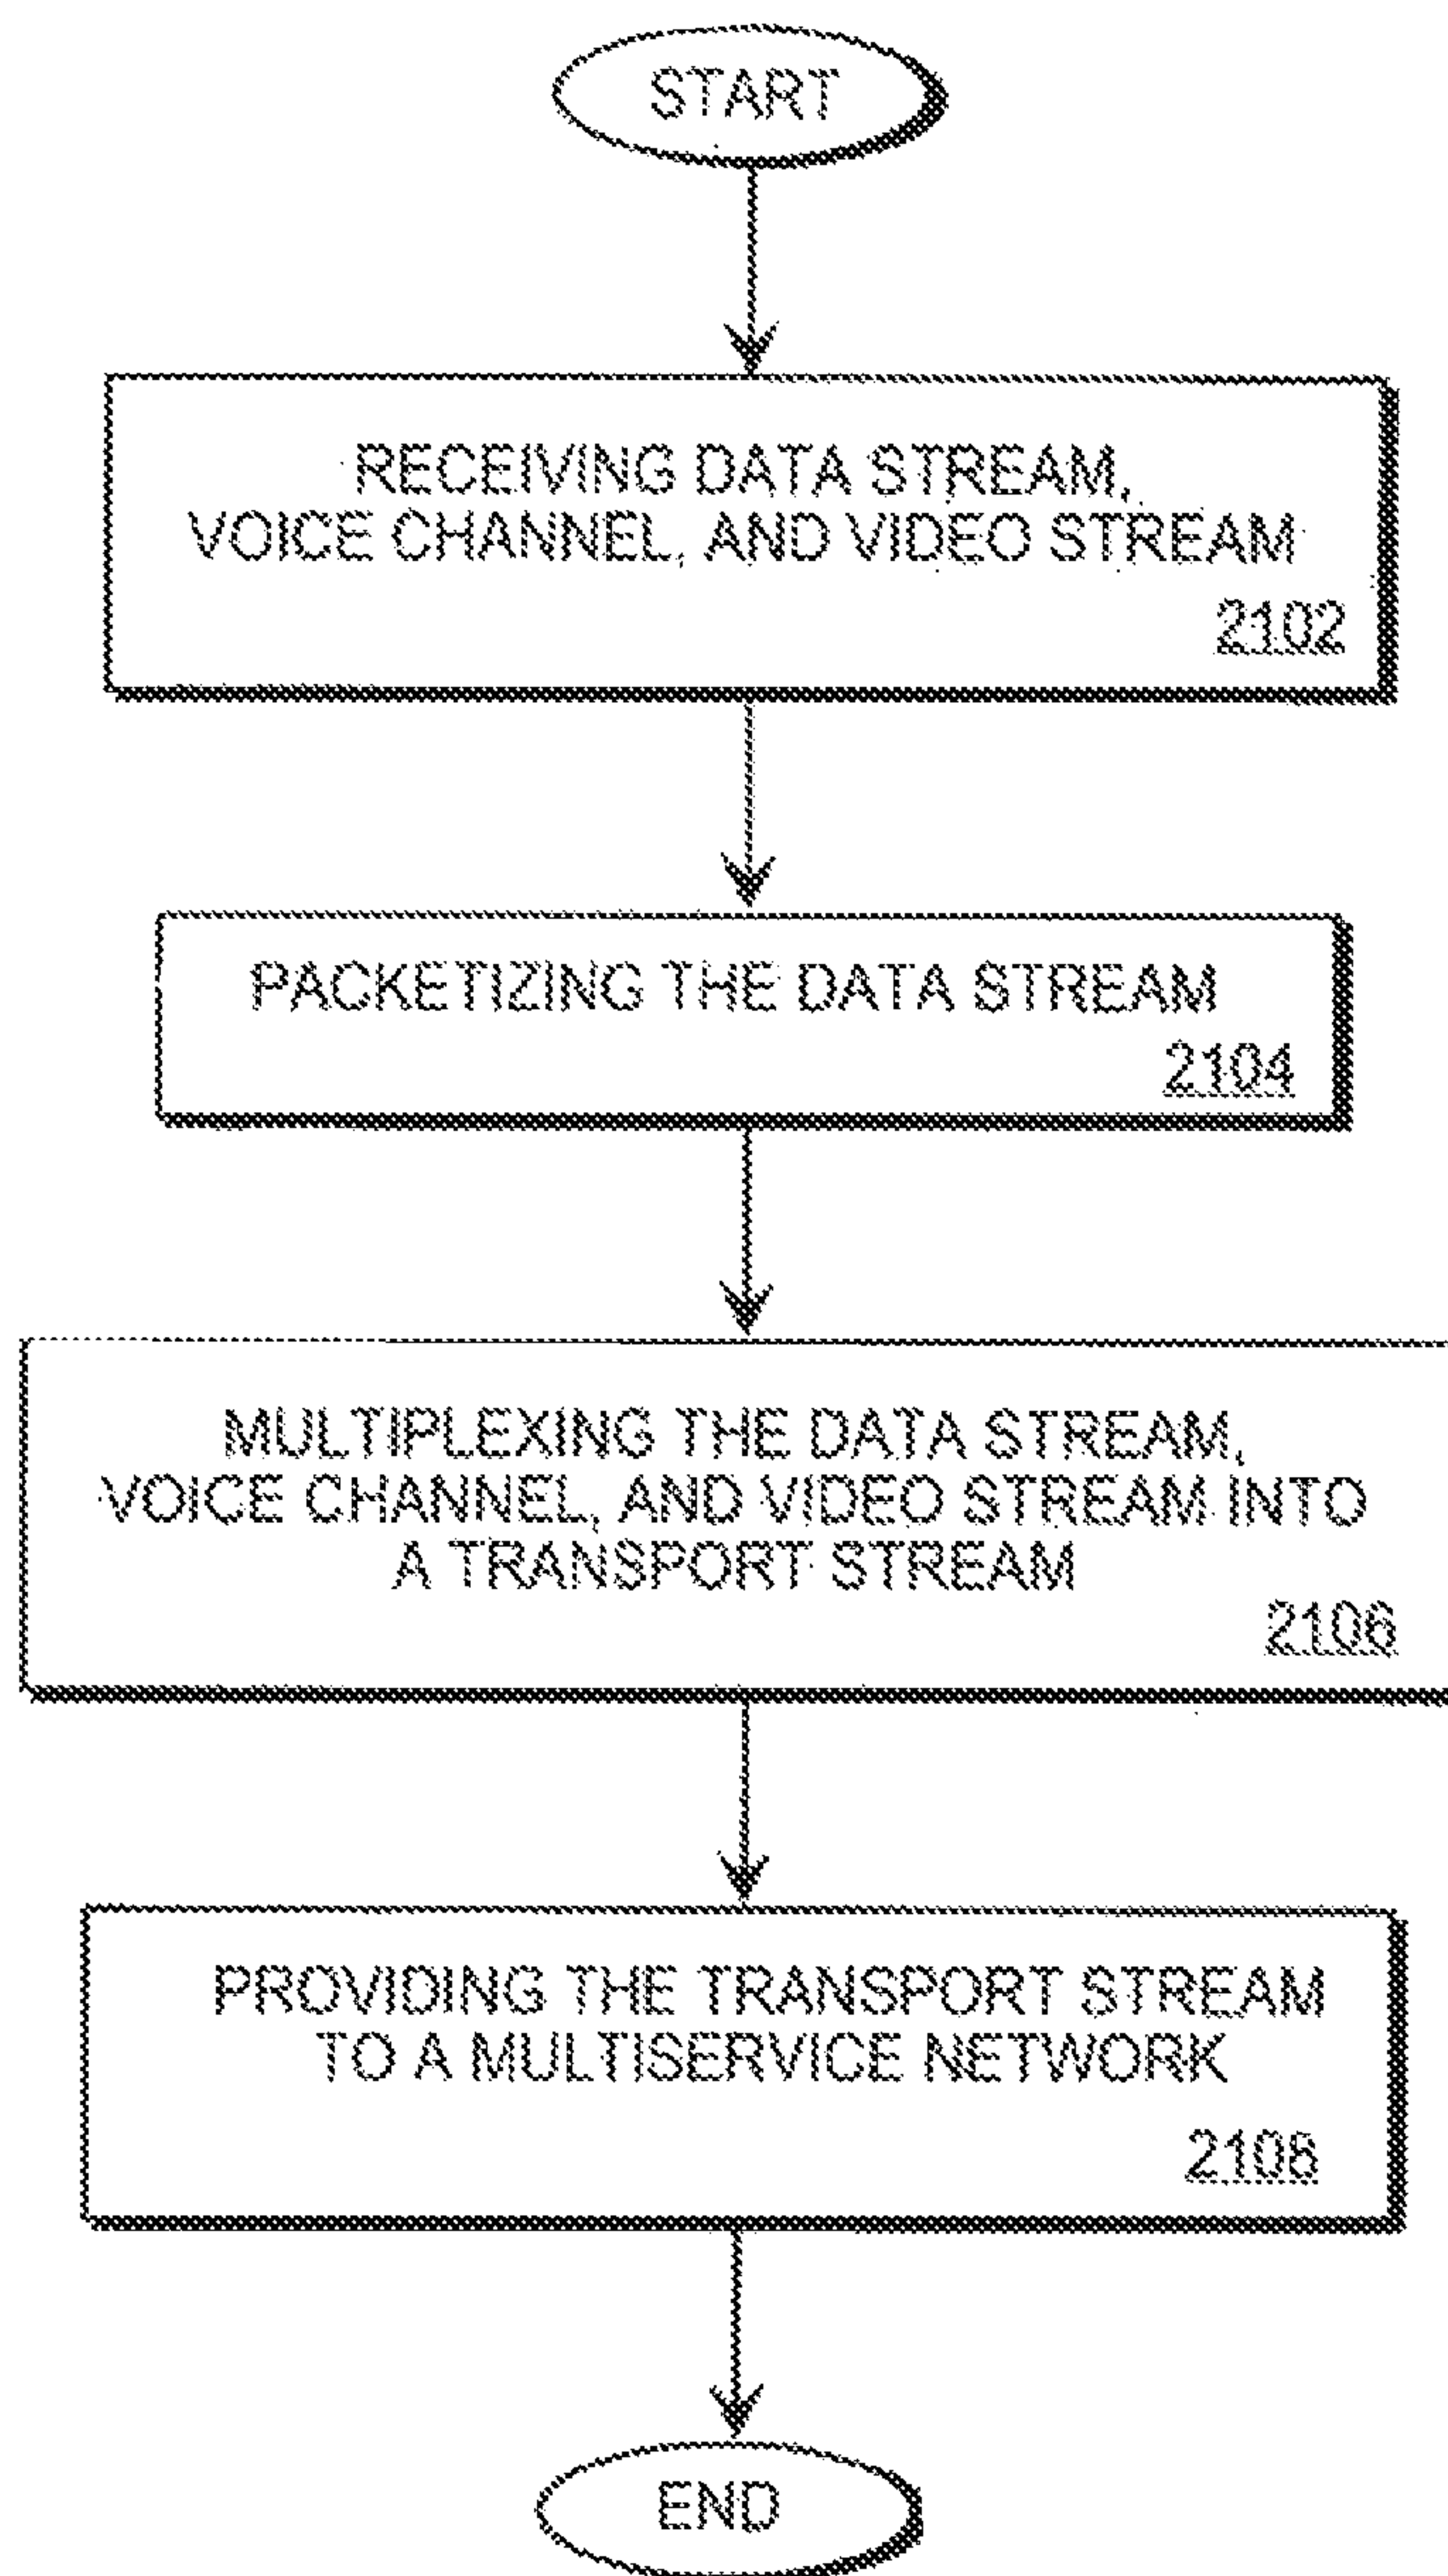 START
RECEIVING DATA STREAM,
VOICE CHANNEL, AND VIDEO STREAM
2102
PACKETIZING THE DATA STREAM
2104
MULTIPLEXING THE DATA STREAM,
VOICE CHANNEL, AND VIDEO STREAM INTO
A TRANSPORT STREAM
2106
PROVIDING THE TRANSPORT STREAM
TO A MULTISERVICE NETWORK
2108
END